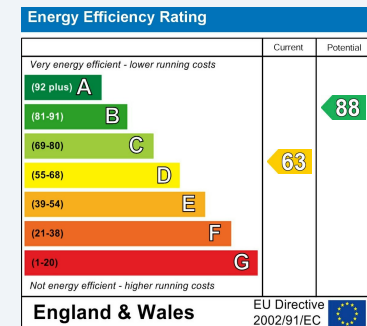 Energy Efficiency Rating
Current Potential
Very energy efficient - lower running costs
(92 plus) A
(81-91) B
(69-80) C
(55-68) D
(39-54) E
(21-38) F
(1-20) G
63
88
Not energy efficient - higher running costs
England & Wales
EU Directive
2002/91/EC